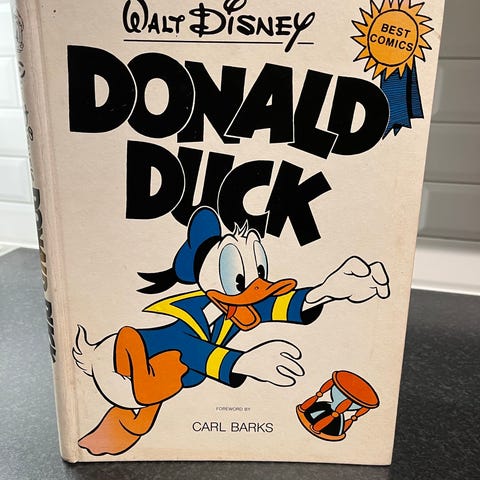 WALT DISNEY
BEST
COMICS
DONALD
DUCK
FOREWORD BY
CARL BARKS